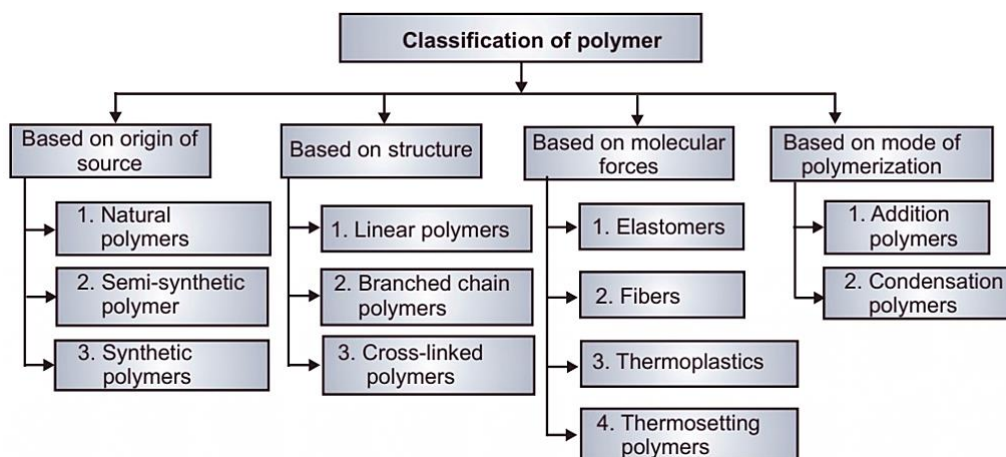 Classification of polymer
Based on origin of
source
1. Natural
polymers
2. Semi-synthetic
polymer
3. Synthetic
polymers
Based on structure
1. Linear polymers
2. Branched chain
polymers
3. Cross-linked
polymers
Based on molecular
forces
1. Elastomers
2. Fibers
3. Thermoplastics
4. Thermosetting
polymers
Based on mode of
polymerization
1. Addition
polymers
2. Condensation
polymers